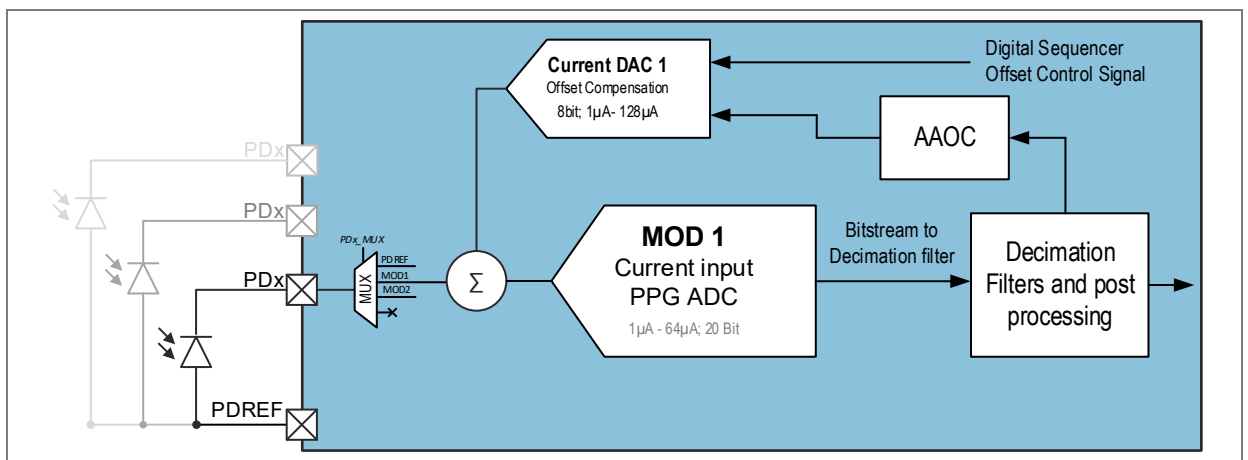 Current DAC 1
Offset Compensation
8bit; 1µA- 128µA
Digital Sequencer
Offset Control Signal
AAOC
PDx
PDx
PDx
PDx_MUX
MUX
PDREF
MOD1
MOD2
Σ
MOD 1
Current input
PPG ADC
1µA - 64µA; 20 Bit
Bitstream to
Decimation filter
Decimation
Filters and post
processing
PDREF